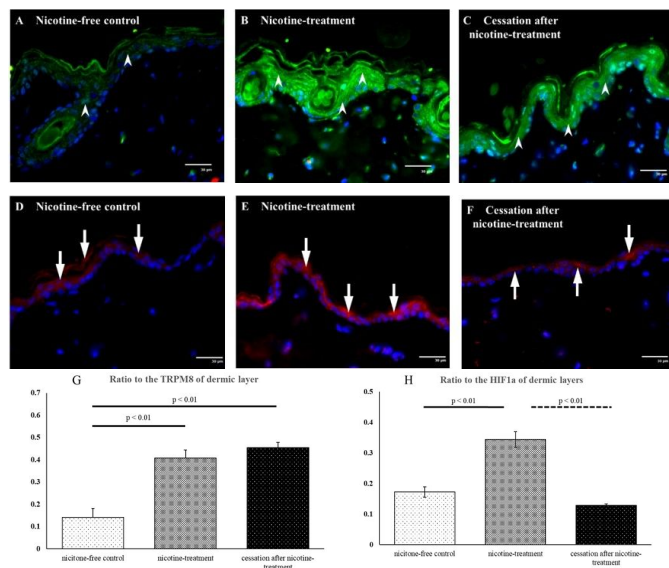 A Nicotine-free control
B Nicotine-treatment
C Cessation after
nicotine-treatment
D Nicotine-free control
E Nicotine-treatment
F Cessation after
nicotine-treatment
G Ratio to the TRPM8 of dermic layer
p < 0.01
p < 0.01
0.7
0.6
0.5
0.4
0.3
0.2
0.1
0
nicitone-free control
nicotine-treatment
cessation after nicotine-
treatment
H Ratio to the HIF1a of dermic layers
p < 0.01
p < 0.01
0.5
0.4
0.3
0.2
0.1
0
nicotine-free control
nicotine-treatment
cessation after nicotine-
treatment